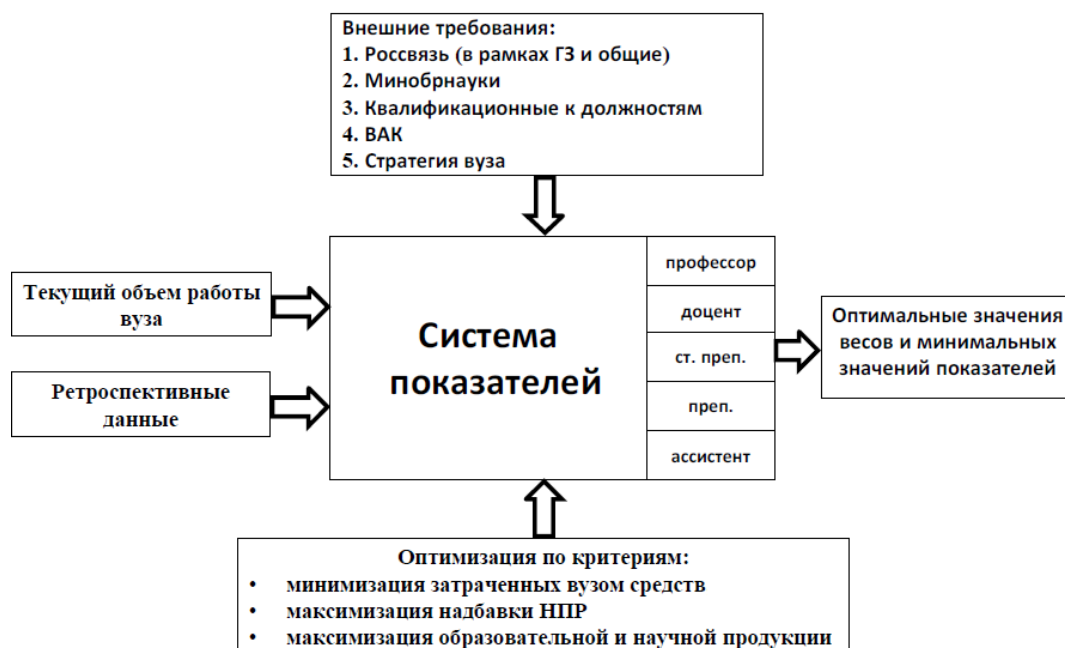 Внешние требования:
1. Россвязь (в рамках ГЗ и общие)
2. Минобрнауки
3. Квалификационные к должностям
4. ВАК
5. Стратегия вуза
Текущий объем работы
вуза
Ретроспективные
данные
Система
показателей
профессор
доцент
ст. преп.
преп.
ассистент
Оптимальные значения
весов и минимальных
значений показателей
Оптимизация по критериям:
• минимизация затраченных вузом средств
• максимизация надбавки НПР
• максимизация образовательной и научной продукции